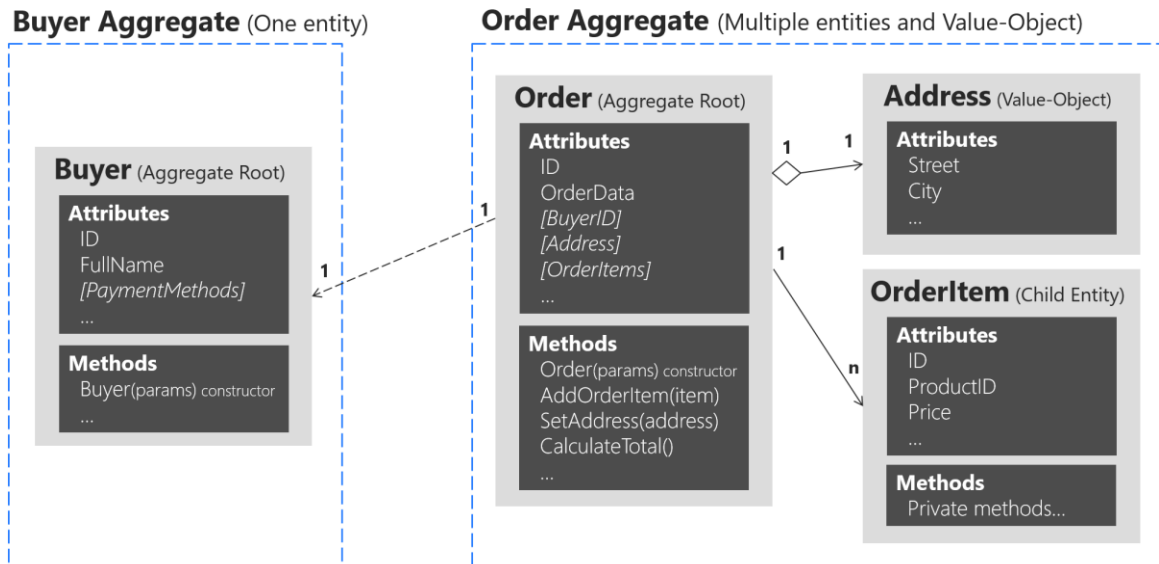 Buyer Aggregate (One entity)
Buyer (Aggregate Root)
Attributes
ID
FullName
[PaymentMethods]
...
Methods
Buyer(params) constructor
...
1
1
Order Aggregate (Multiple entities and Value-Object)
Order (Aggregate Root)
Attributes
ID
OrderData
[BuyerID]
[Address]
[OrderItems]
...
Methods
Order(params) constructor
AddOrderItem(item)
SetAddress(address)
CalculateTotal()
...
1
1
Address (Value-Object)
Attributes
Street
City
...
1
n
OrderItem (Child Entity)
Attributes
ID
ProductID
Price
...
Methods
Private methods...